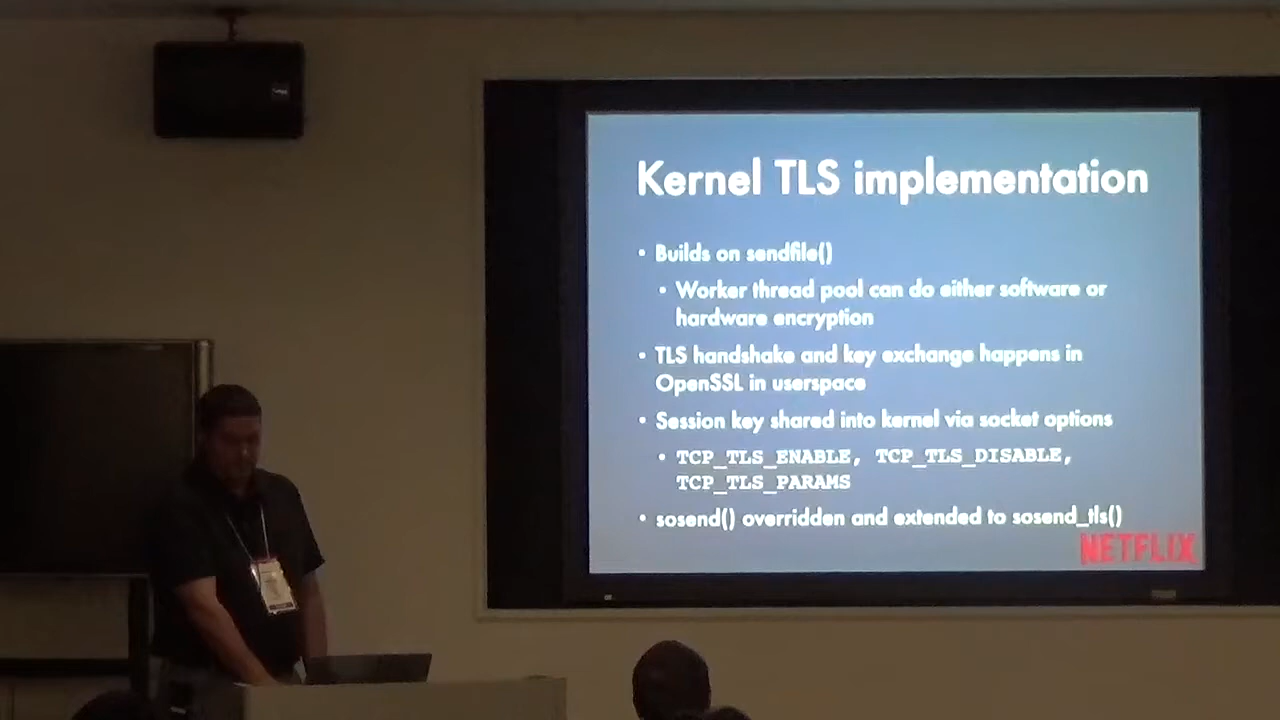 Kernel TLS implementation
• Builds on sendfile()
• Worker thread pool can do either software or
hardware encryption
• TLS handshake and key exchange happens in
OpenSSL in userspace
• Session key shared into kernel via socket options
• TCP_TLS_ENABLE, TCP_TLS_DISABLE,
TCP_TLS_PARAMS
• sosend() overridden and extended to sosend_tls()
NETFLIX